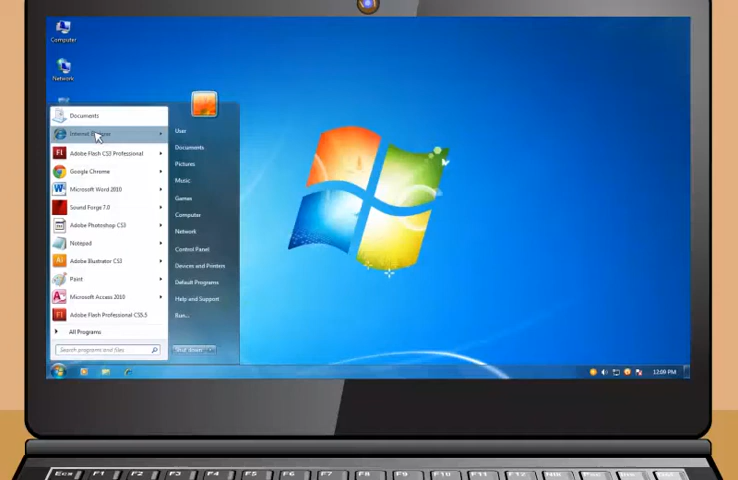 Computer
Network
Documents
Internet
Adobe Flash CS3 Professional
Google Chrome
Microsoft Word 2010
Sound Forge 7.0
Adobe Photoshop CS3
Notepad
Adobe Illustrator CS3
Paint
Microsoft Access 2010
Adobe Flash Professional CS5.5
All Programs
Search programs and files
User
Documents
Pictures
Music
Games
Computer
Network
Control Panel
Devices and Printers
Default Programs
Help and Support
Run...
Shut down
12:09 PM
F1 F2 F3 F4 F5 F6 F7 F8 F9 F10 F11 F12